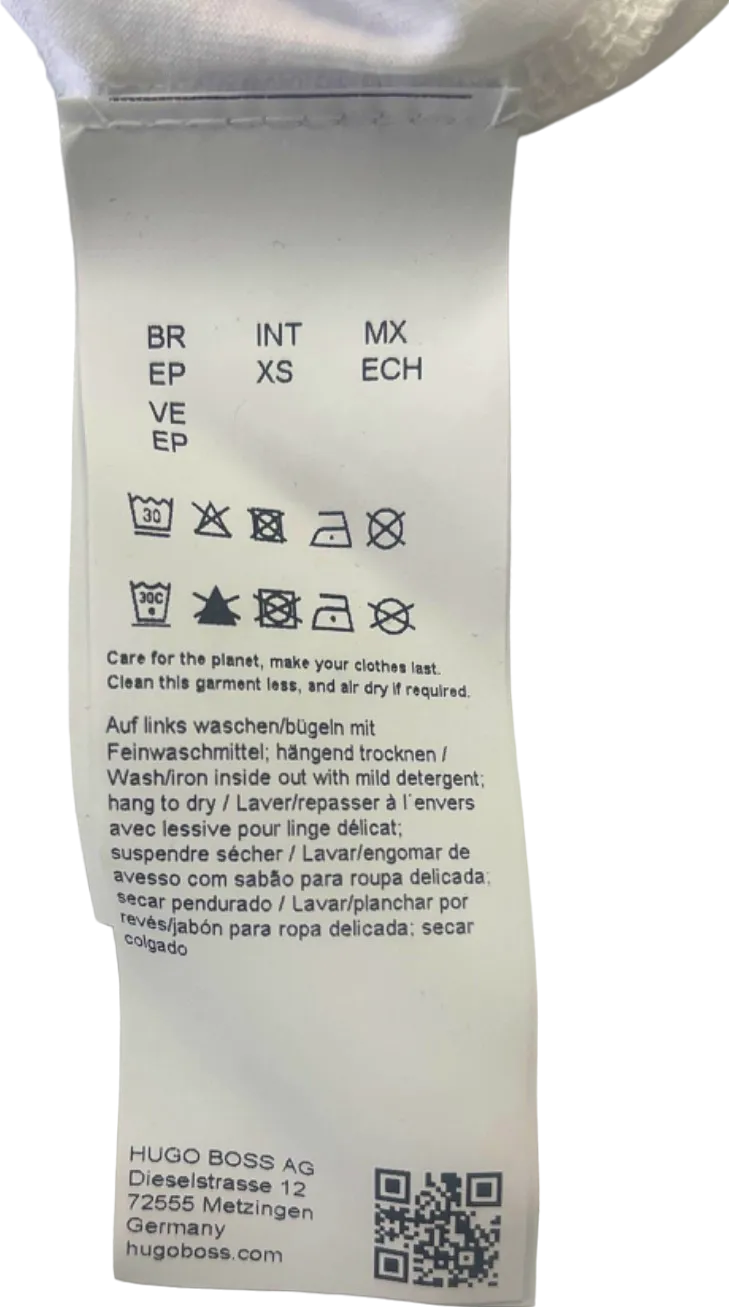 BR INT MX
EP XS ECH
VE
EP
30
30C
Care for the planet, make your clothes last.
Clean this garment less, and air dry if required.
Auf links waschen/bügeln mit
Feinwaschmittel; hängend trocknen /
Wash/iron inside out with mild detergent;
hang to dry / Laver/repasser à l´envers
avec lessive pour linge délicat;
suspendre sécher / Lavar/engomar de
avesso com sabão para roupa delicada;
secar pendurado / Lavar/planchar por
revés/jabón para ropa delicada; secar
colgado
HUGO BOSS AG
Dieselstrasse 12
72555 Metzingen
Germany
hugoboss.com